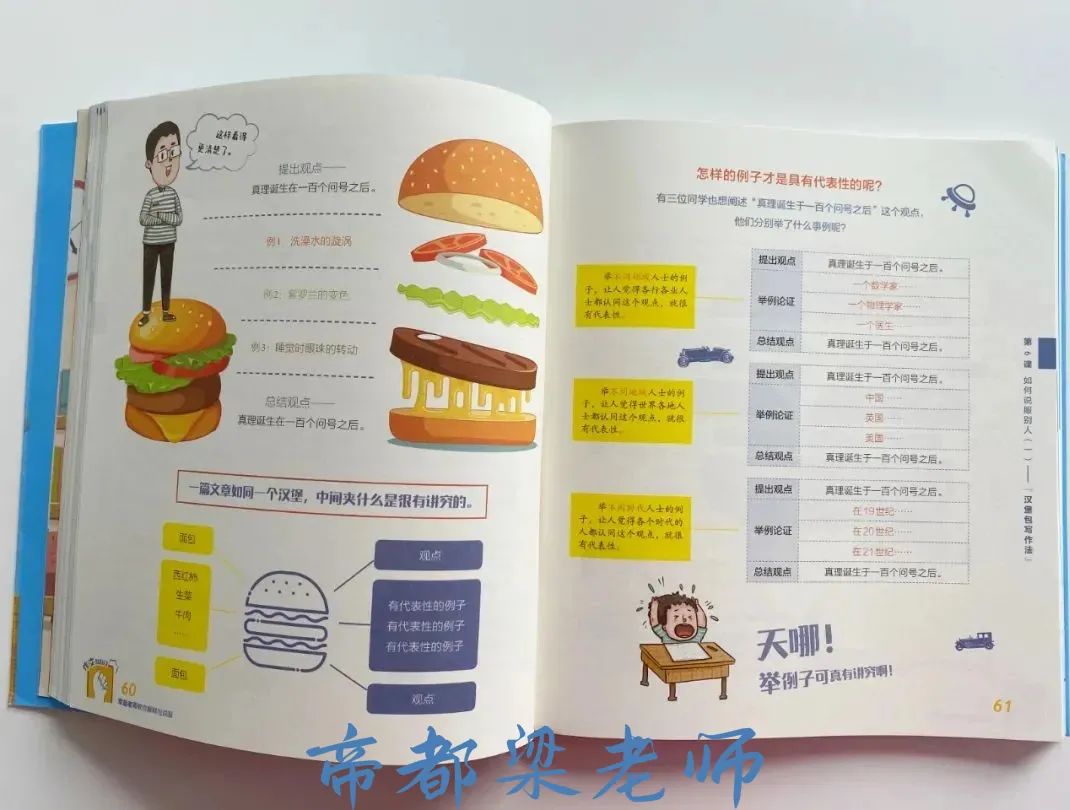 这样看得
更清楚了。
提出观点——
真理诞生在一百个问号之后。
例1:洗澡水的旋涡
例2:紫罗兰的变色
例3:睡觉时眼球的转动
总结观点——
真理诞生在一百个问号之后。
一篇文章如同一个汉堡，中间夹什么是很有讲究的。
面包
西红柿
生菜
牛肉
……
面包
观点
有代表性的例子
有代表性的例子
有代表性的例子
观点
60
怎样的例子才是具有代表性的呢？
有三位同学也想阐述“真理诞生于一百个问号之后”这个观点，
他们分别举了什么事例呢？
举不同领域人士的例
子，让人觉得各行各业人
士都认同这个观点，就很
有代表性。
提出观点 真理诞生于一百个问号之后。
一个数学家……
举例论证 一个物理学家……
一个医生……
总结观点 真理诞生于一百个问号之后。
举不同地域人士的例
子，让人觉得世界各地人
士都认同这个观点，就很
有代表性。
提出观点 真理诞生于一百个问号之后。
中国……
举例论证 英国……
美国……
总结观点 真理诞生于一百个问号之后。
举不同时代人士的例
子，让人觉得各个时代的
人都认同这个观点，就很
有代表性。
提出观点 真理诞生于一百个问号之后。
在19世纪……
举例论证 在20世纪……
在21世纪……
总结观点 真理诞生于一百个问号之后。
天哪！
举例子可真有讲究啊！
第6课 如何说服别人（一）——「汉堡包写作法」
61
帝都梁老师